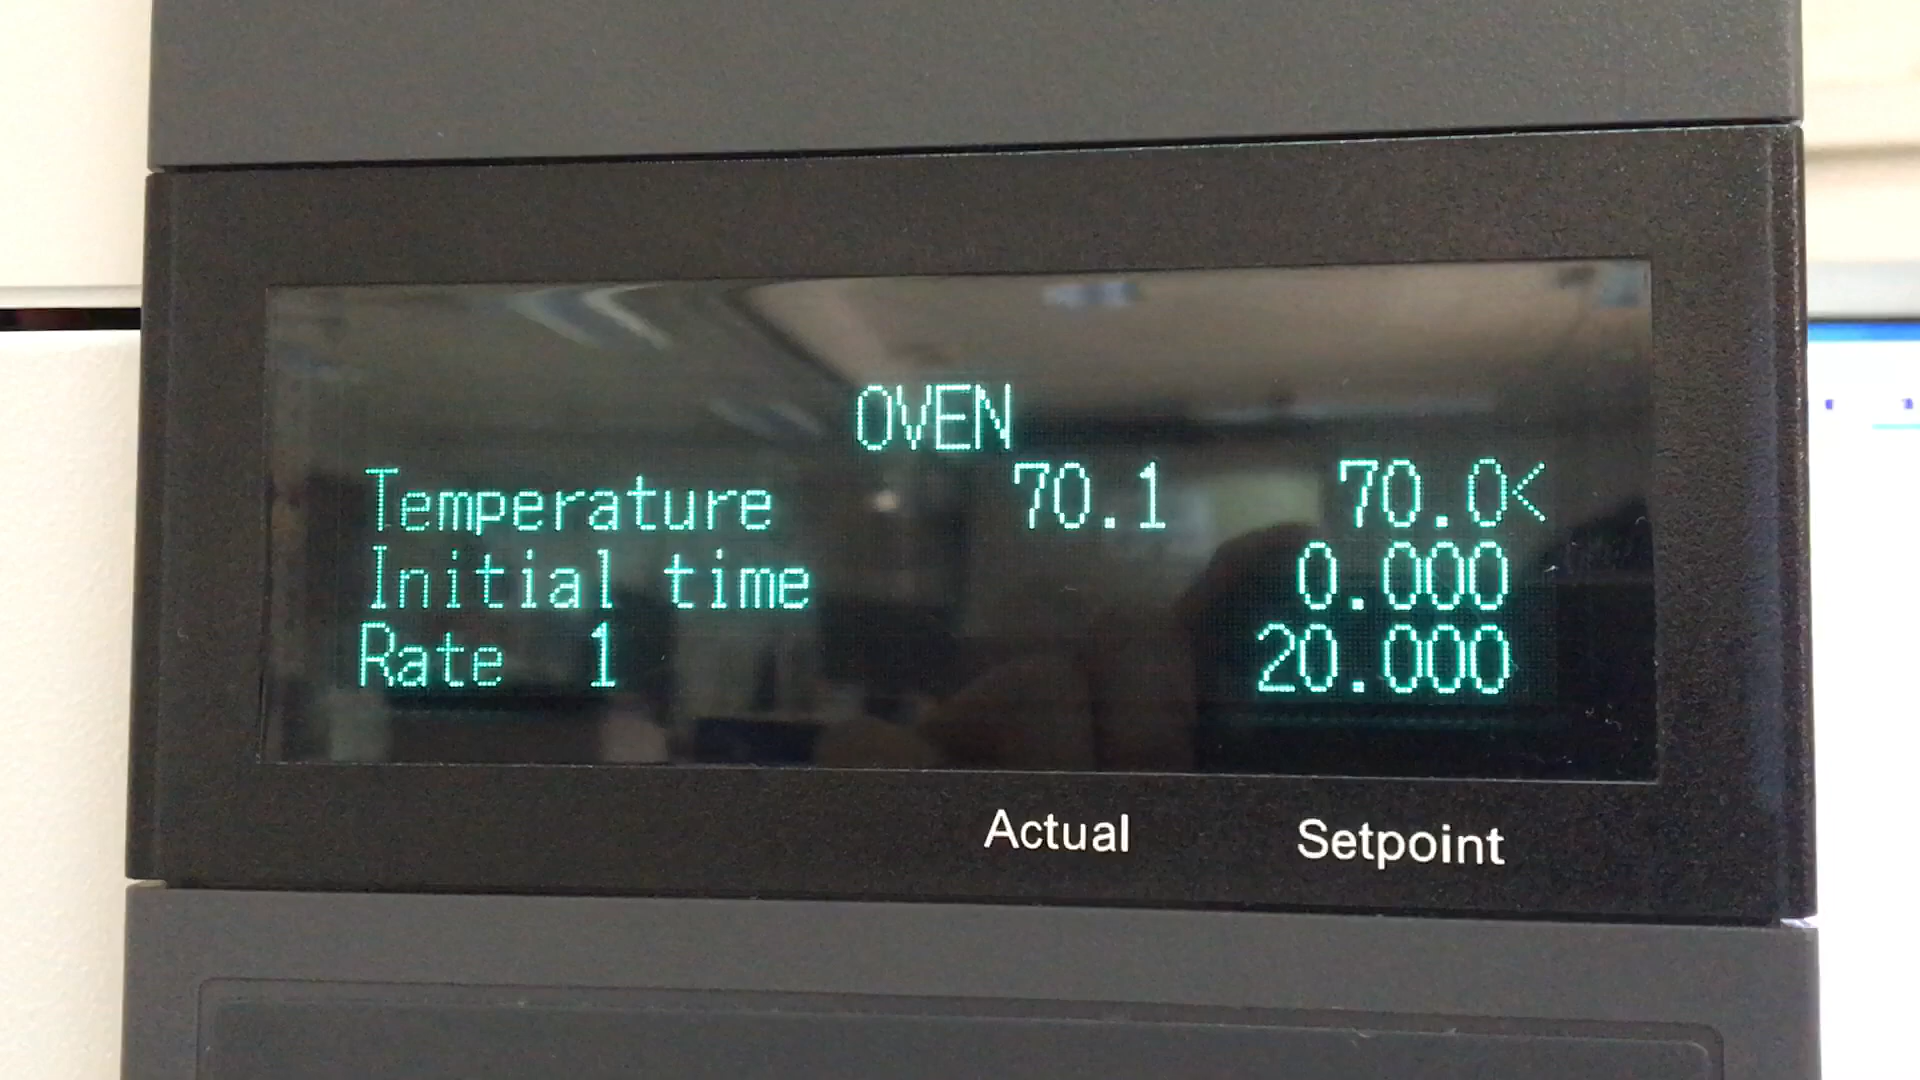 OVEN
Temperature 70.1 70.0<
Initial time 0.000
Rate 1 20.000
Actual Setpoint